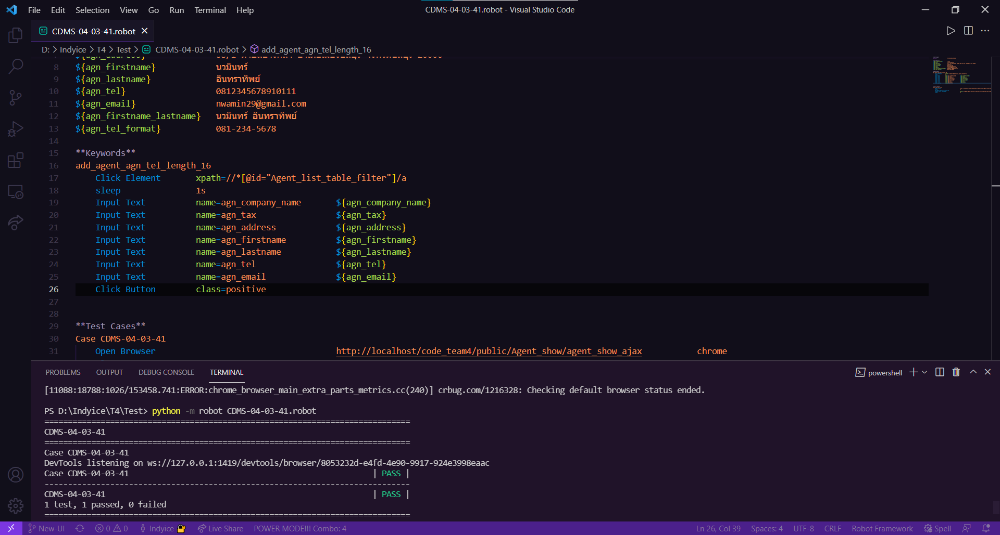 File Edit Selection View Go Run Terminal Help
CDMS-04-03-41.robot - Visual Studio Code
CDMS-04-03-41.robot
D: > Indyice > T4 > Test > CDMS-04-03-41.robot > add_agent_agn_tel_length_16
8 ${agn_firstname} นวมินทร์
9 ${agn_lastname} อินทราทิพย์
10 ${agn_tel} 0812345678910111
11 ${agn_email} nwamin29@gmail.com
12 ${agn_firstname_lastname} นวมินทร์ อินทราทิพย์
13 ${agn_tel_format} 081-234-5678
14
15 **Keywords**
16 add_agent_agn_tel_length_16
17 Click Element xpath=//*[@id="Agent_list_table_filter"]/a
18 sleep 1s
19 Input Text name=agn_company_name ${agn_company_name}
20 Input Text name=agn_tax ${agn_tax}
21 Input Text name=agn_address ${agn_address}
22 Input Text name=agn_firstname ${agn_firstname}
23 Input Text name=agn_lastname ${agn_lastname}
24 Input Text name=agn_tel ${agn_tel}
25 Input Text name=agn_email ${agn_email}
26 Click Button class=positive
27
28
29 **Test Cases**
30 Case CDMS-04-03-41
31 Open Browser http://localhost/code_team4/public/Agent_show/agent_show_ajax chrome
PROBLEMS OUTPUT DEBUG CONSOLE TERMINAL powershell
[11088:18788:1026/153458.741:ERROR:chrome_browser_main_extra_parts_metrics.cc(240)] crbug.com/1216328: Checking default browser status ended.
PS D:\Indyice\T4\Test> python -m robot CDMS-04-03-41.robot
==============================================================================
CDMS-04-03-41
==============================================================================
Case CDMS-04-03-41
DevTools listening on ws://127.0.0.1:1419/devtools/browser/8053232d-e4fd-4e90-9917-924e3998eaac
Case CDMS-04-03-41 | PASS |
------------------------------------------------------------------------------
CDMS-04-03-41 | PASS |
1 test, 1 passed, 0 failed
==============================================================================
New-UI 0 0 Indyice Live Share POWER MODE!!! Combo: 4 Ln 26, Col 39 Spaces: 4 UTF-8 CRLF Robot Framework Spell